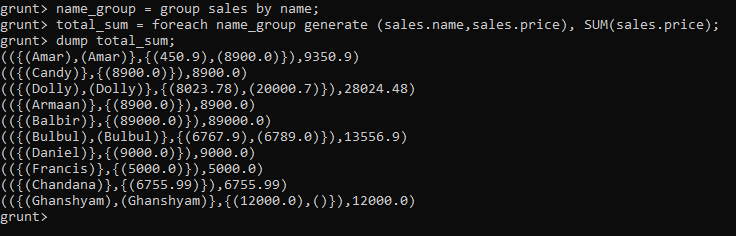 grunt> name_group = group sales by name;
grunt> total_sum = foreach name_group generate (sales.name,sales.price), SUM(sales.price);
grunt> dump total_sum;
(({(Amar),(Amar)},{(450.9),(8900.0)}),9350.9)
(({(Candy)},{(8900.0)}),8900.0)
(({(Dolly),(Dolly)},{(8023.78),(20000.7)}),28024.48)
(({(Armaan)},{(8900.0)}),8900.0)
(({(Balbir)},{(89000.0)}),89000.0)
(({(Bulbul),(Bulbul)},{(6767.9),(6789.0)}),13556.9)
(({(Daniel)},{(9000.0)}),9000.0)
(({(Francis)},{(5000.0)}),5000.0)
(({(Chandana)},{(6755.99)}),6755.99)
(({(Ghanshyam),(Ghanshyam)},{(12000.0),()}),12000.0)
grunt>